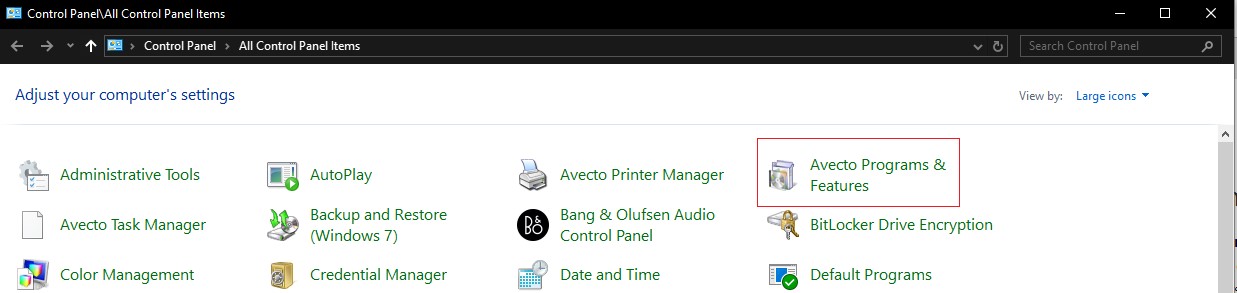 Control Panel\All Control Panel Items
Control Panel > All Control Panel Items
Search Control Panel
Adjust your computer's settings
View by: Large icons
Administrative Tools
AutoPlay
Avecto Printer Manager
Avecto Programs &
Features
Avecto Task Manager
Backup and Restore
(Windows 7)
Bang & Olufsen Audio
Control Panel
BitLocker Drive Encryption
Color Management
Credential Manager
Date and Time
Default Programs